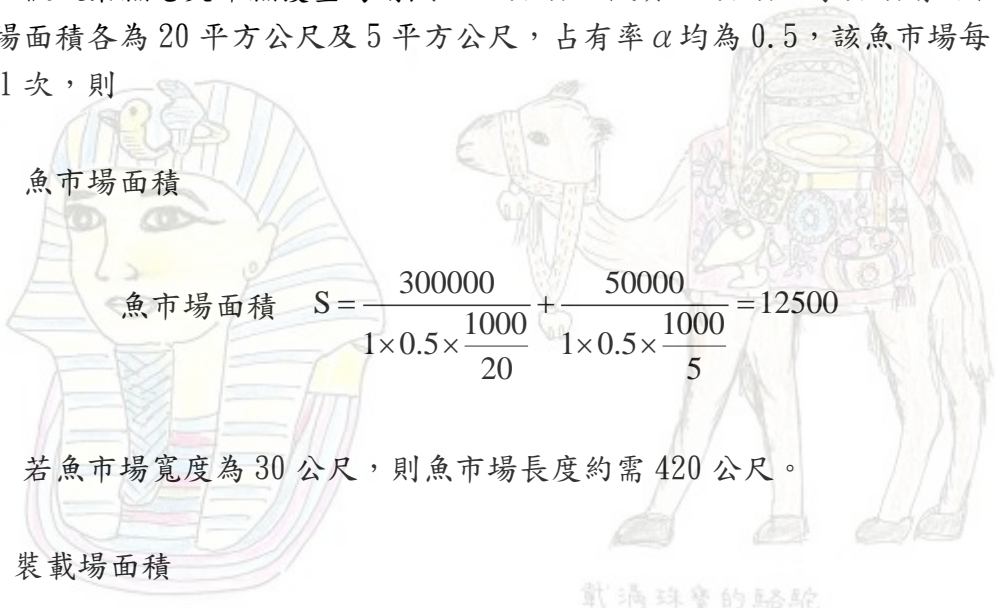 場面積各為 20 平方公尺及 5 平方公尺，占有率α均為 0.5，該魚市場每
1 次，則
魚市場面積
魚市場面積 S = 300000 / (1×0.5×1000/20) + 50000 / (1×0.5×1000/5) = 12500
若魚市場寬度為 30 公尺，則魚市場長度約需 420 公尺。
裝載場面積
戴滿珠寶的駱駝